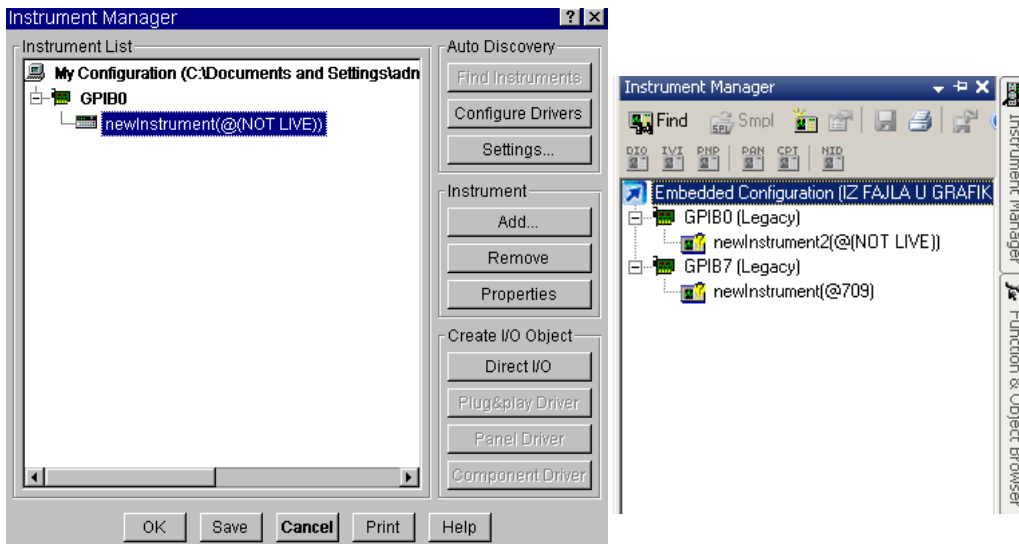 Instrument Manager
Instrument List
My Configuration (C:\Documents and Settings\adn
GPIB0
newInstrument(@(NOT LIVE))
Auto Discovery
Find Instruments
Configure Drivers
Settings...
Instrument
Add...
Remove
Properties
Create I/O Object
Direct I/O
Plug&play Driver
Panel Driver
Component Driver
OK Save Cancel Print Help
Instrument Manager
Find Smpl
DIO IVI PNP PAN CPT NID
Embedded Configuration (IZ FAJLA U GRAFIK
GPIB0 (Legacy)
newInstrument2(@(NOT LIVE))
GPIB7 (Legacy)
newInstrument(@709)
Instrument Manager
Function & Object Browser